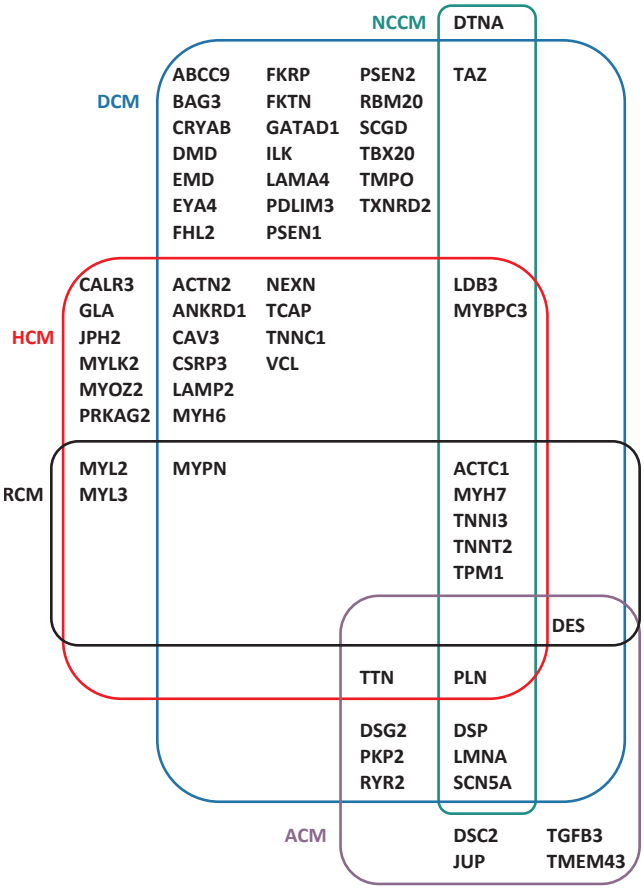 NCCM DTNA
ABCC9 FKRP PSEN2 TAZ
DCM BAG3 FKTN RBM20
CRYAB GATAD1 SCGD
DMD ILK TBX20
EMD LAMA4 TMPO
EYA4 PDLIM3 TXNRD2
FHL2 PSEN1
CALR3 ACTN2 NEXN LDB3
GLA ANKRD1 TCAP MYBPC3
HCM JPH2 CAV3 TNNC1
MYLK2 CSRP3 VCL
MYOZ2 LAMP2
PRKAG2 MYH6
MYL2 MYPN ACTC1
RCM MYL3 MYH7
TNNI3
TNNT2
TPM1
DES
TTN PLN
DSG2 DSP
PKP2 LMNA
RYR2 SCN5A
ACM DSC2 TGFB3
JUP TMEM43